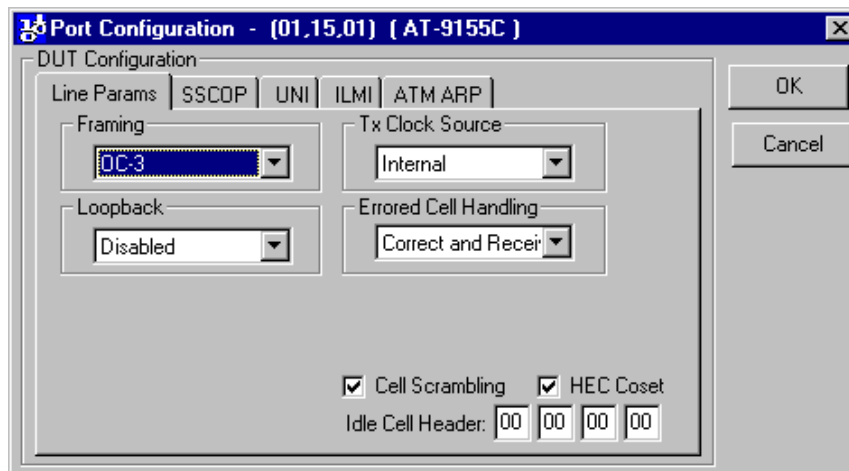 Port Configuration - (01,15,01) ( AT-9155C )
DUT Configuration
Line Params SSCOP UNI ILMI ATM ARP
OK
Cancel
Framing
OC-3
Tx Clock Source
Internal
Loopback
Disabled
Errored Cell Handling
Correct and Recei
Cell Scrambling
HEC Coset
Idle Cell Header: 00 00 00 00